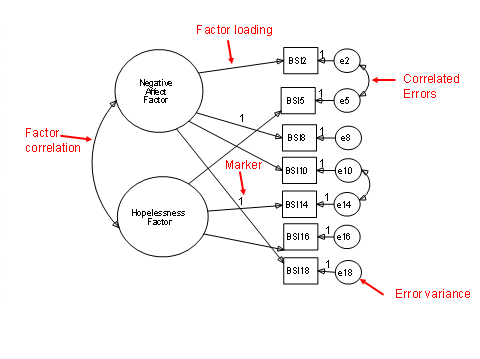 Factor loading
BSI2
1
e2
Negative
Affect
Factor
Correlated
Errors
BSI5
1
e5
1
BSI8
1
e8
Factor
correlation
Marker
BSI10
1
e10
1
BSI14
1
e14
Hopelessness
Factor
BSI16
1
e16
BSI18
1
e18
Error variance